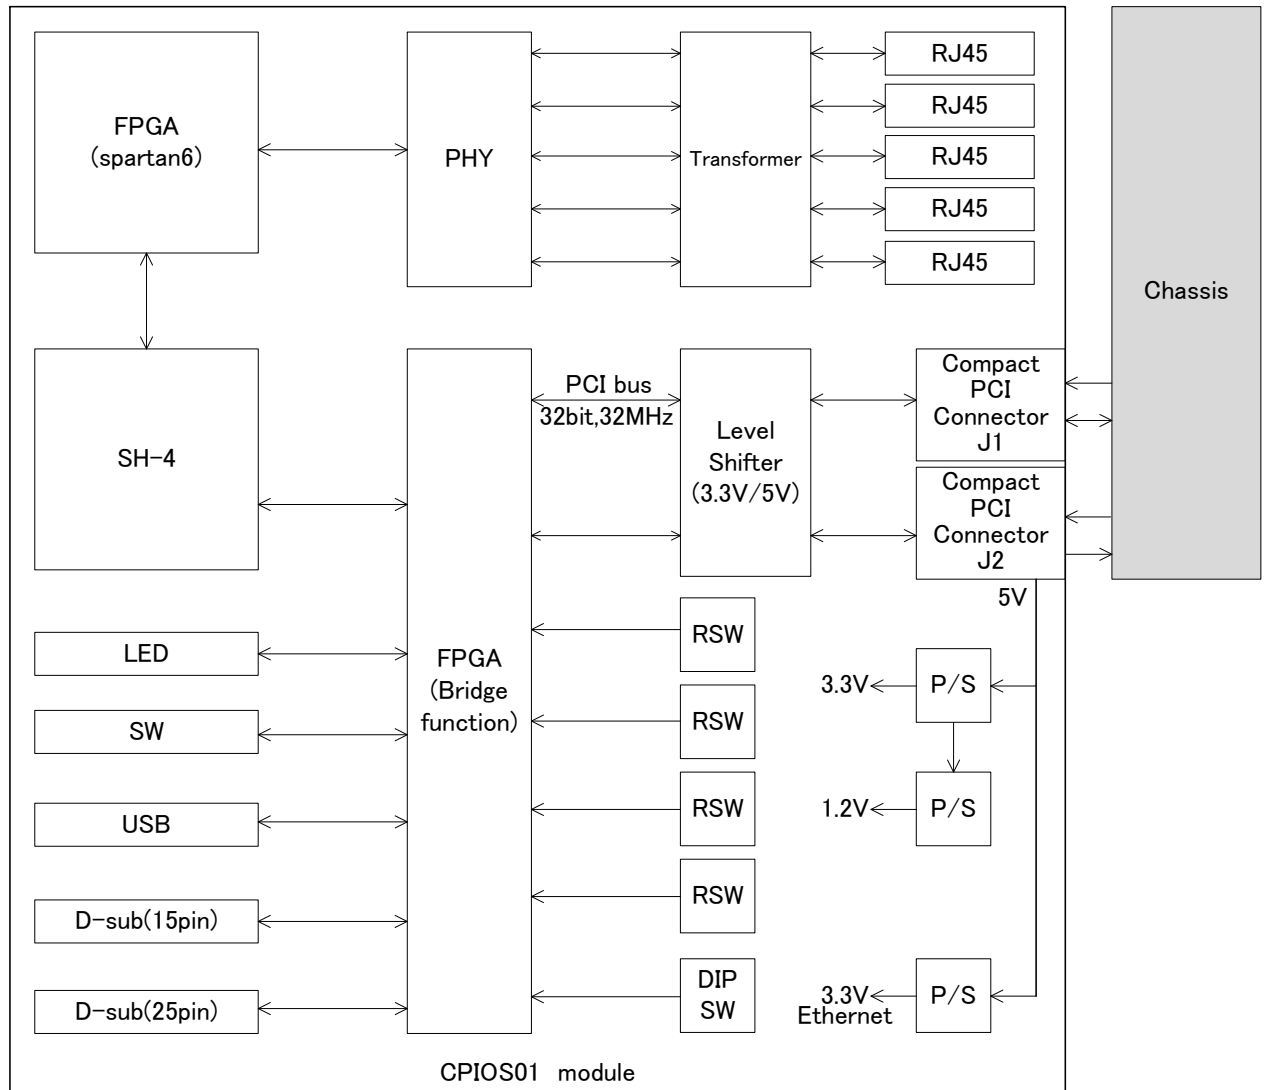 FPGA
(spartan6)
PHY
Transformer
RJ45
RJ45
RJ45
RJ45
RJ45
Chassis
SH-4
PCI bus
32bit,32MHz
Level
Shifter
(3.3V/5V)
Compact
PCI
Connector
J1
Compact
PCI
Connector
J2
5V
LED
SW
USB
D-sub(15pin)
D-sub(25pin)
FPGA
(Bridge
function)
RSW
RSW
RSW
RSW
DIP
SW
3.3V
P/S
1.2V
P/S
3.3V
Ethernet
P/S
CPIOS01 module